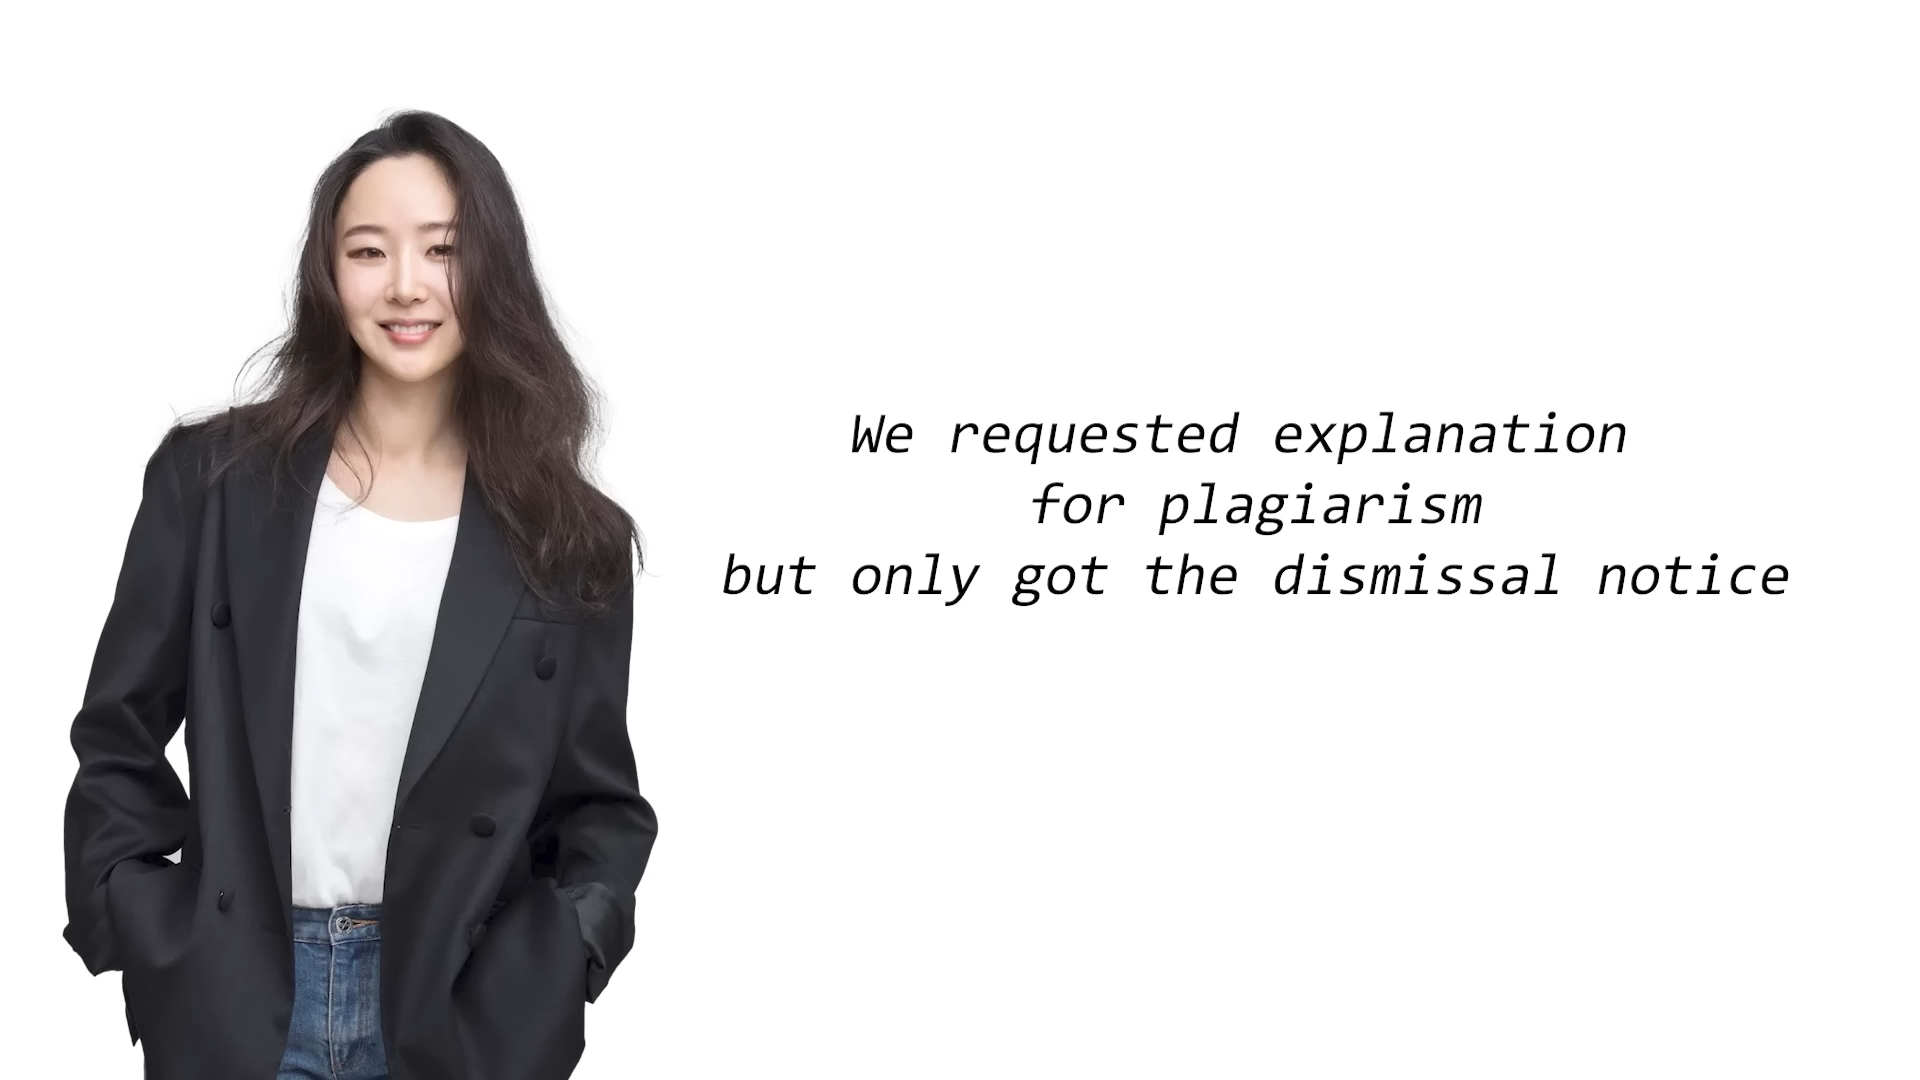 We requested explanation
for plagiarism
but only got the dismissal notice